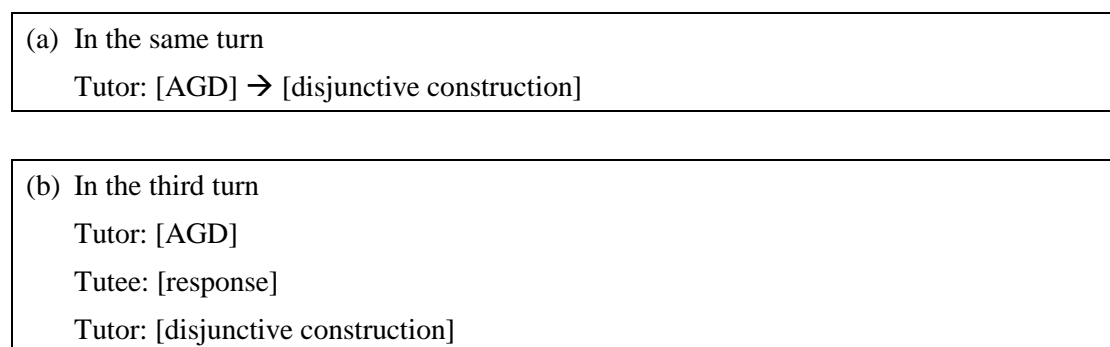 (a) In the same turn
Tutor: [AGD] → [disjunctive construction]
(b) In the third turn
Tutor: [AGD]
Tutee: [response]
Tutor: [disjunctive construction]